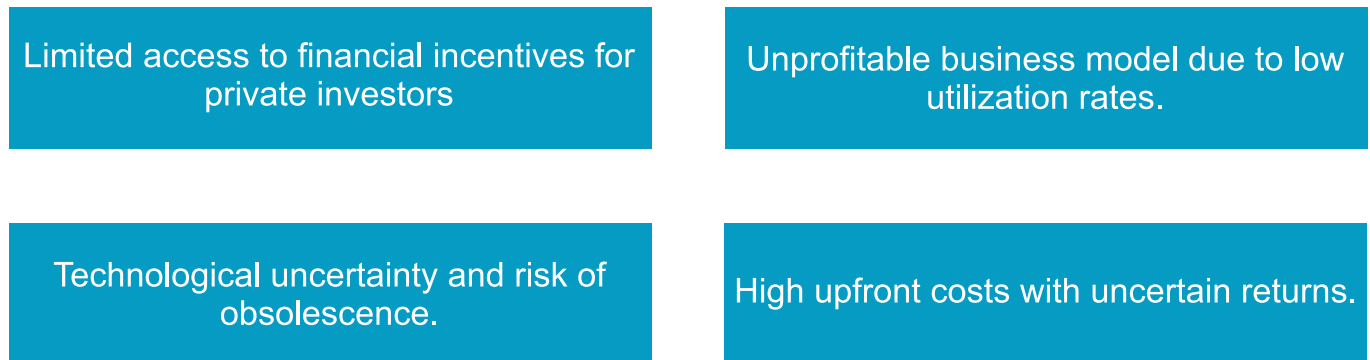 Limited access to financial incentives for
private investors
Unprofitable business model due to low
utilization rates.
Technological uncertainty and risk of
obsolescence.
High upfront costs with uncertain returns.